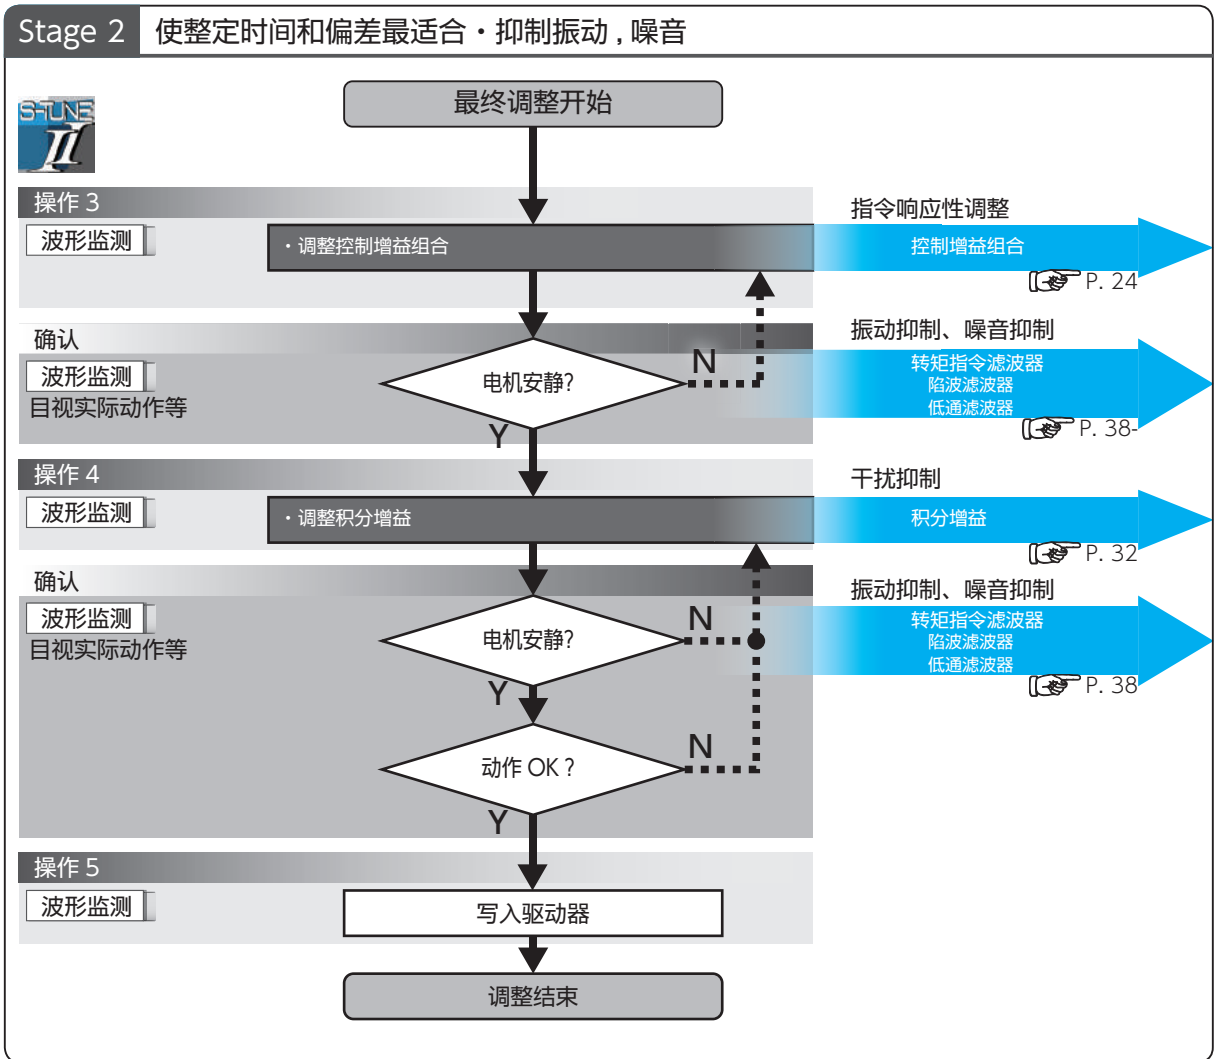 Stage 2 使整定时间和偏差最适合・抑制振动 , 噪音
S-TUNE
II
最终调整开始
操作 3
波形监测
・调整控制增益组合
指令响应性调整
控制增益组合
P. 24
确认
波形监测
目视实际动作等
电机安静?
N
Y
振动抑制、噪音抑制
转矩指令滤波器
陷波滤波器
低通滤波器
P. 38-
操作 4
波形监测
・调整积分增益
干扰抑制
积分增益
P. 32
确认
波形监测
目视实际动作等
电机安静?
N
Y
振动抑制、噪音抑制
转矩指令滤波器
陷波滤波器
低通滤波器
P. 38
动作 OK ?
N
Y
操作 5
波形监测
写入驱动器
调整结束